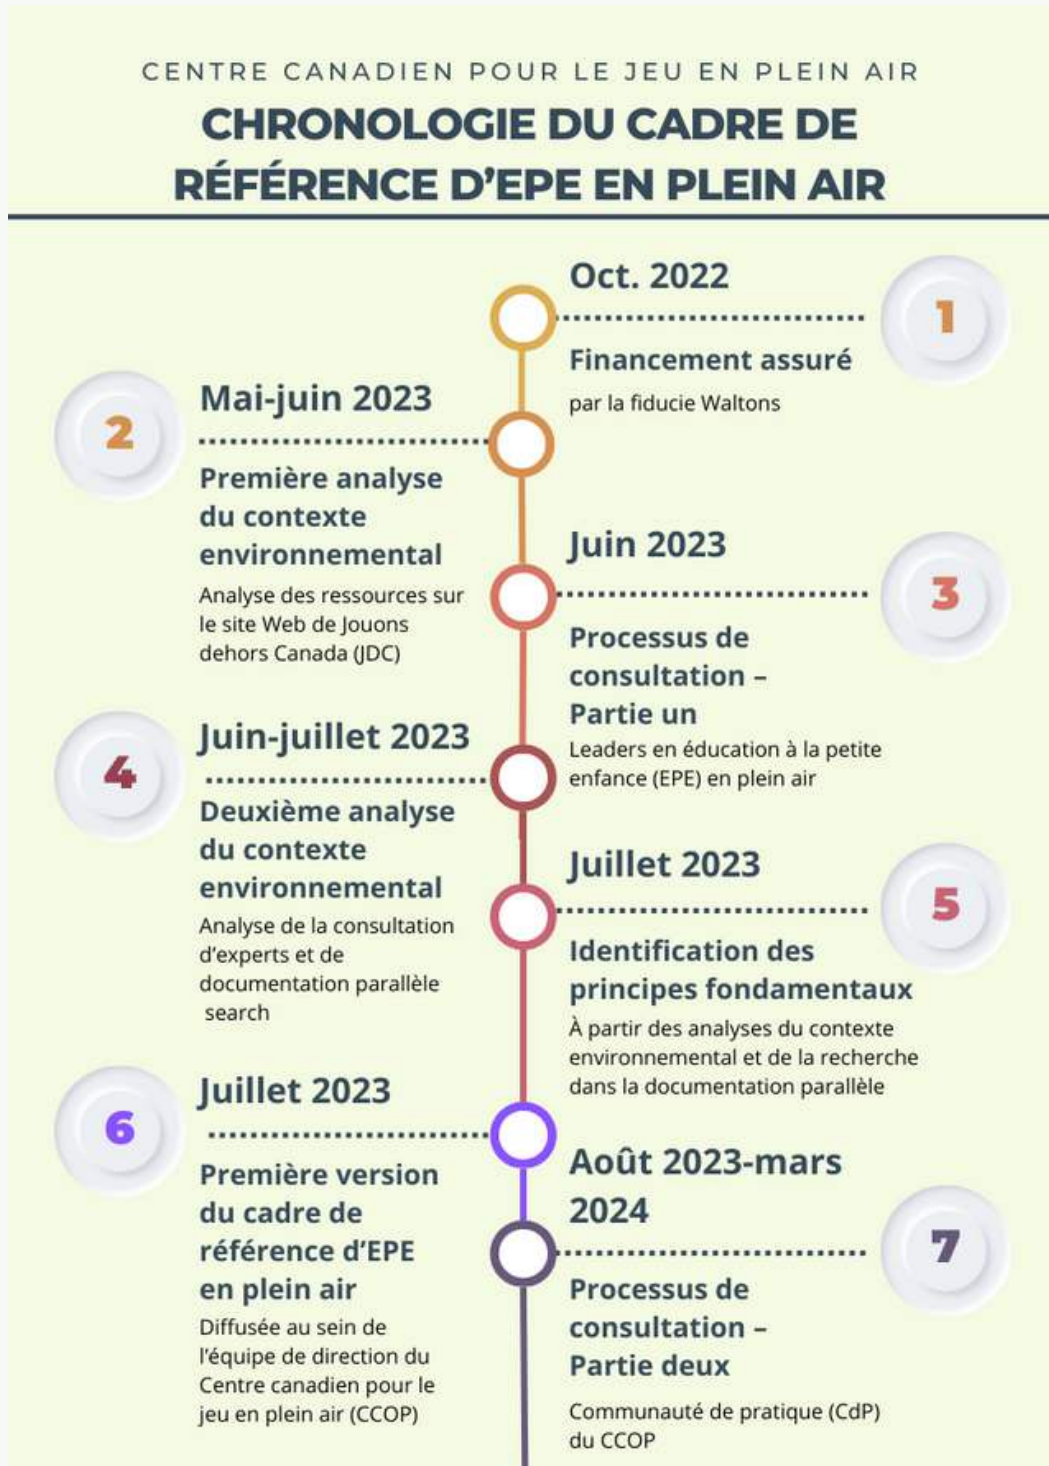 CENTRE CANADIEN POUR LE JEU EN PLEIN AIR
CHRONOLOGIE DU CADRE DE
RÉFÉRENCE D’EPE EN PLEIN AIR
Oct. 2022
1
Financement assuré
par la fiducie Waltons
Mai-juin 2023
2
Première analyse
du contexte
environnemental
Analyse des ressources sur
le site Web de Jouons
dehors Canada (JDC)
Juin 2023
3
Processus de
consultation –
Partie un
Leaders en éducation à la petite
enfance (EPE) en plein air
Juin-juillet 2023
4
Deuxième analyse
du contexte
environnemental
Analyse de la consultation
d’experts et de
documentation parallèle
search
Juillet 2023
5
Identification des
principes fondamentaux
À partir des analyses du contexte
environnemental et de la recherche
dans la documentation parallèle
Juillet 2023
6
Première version
du cadre de
référence d’EPE
en plein air
Diffusée au sein de
l’équipe de direction du
Centre canadien pour le
jeu en plein air (CCOP)
Août 2023-mars
2024
7
Processus de
consultation –
Partie deux
Communauté de pratique (CdP)
du CCOP